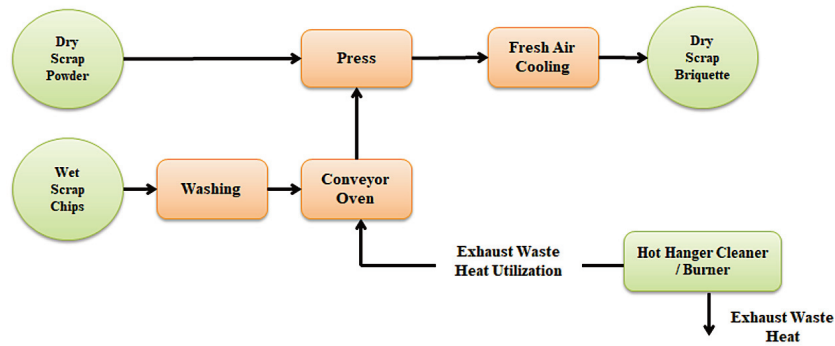 Dry
Scrap
Powder
Press
Fresh Air
Cooling
Dry
Scrap
Briquette
Wet
Scrap
Chips
Washing
Conveyor
Oven
Exhaust Waste
Heat Utilization
Hot Hanger Cleaner
/ Burner
Exhaust Waste
Heat